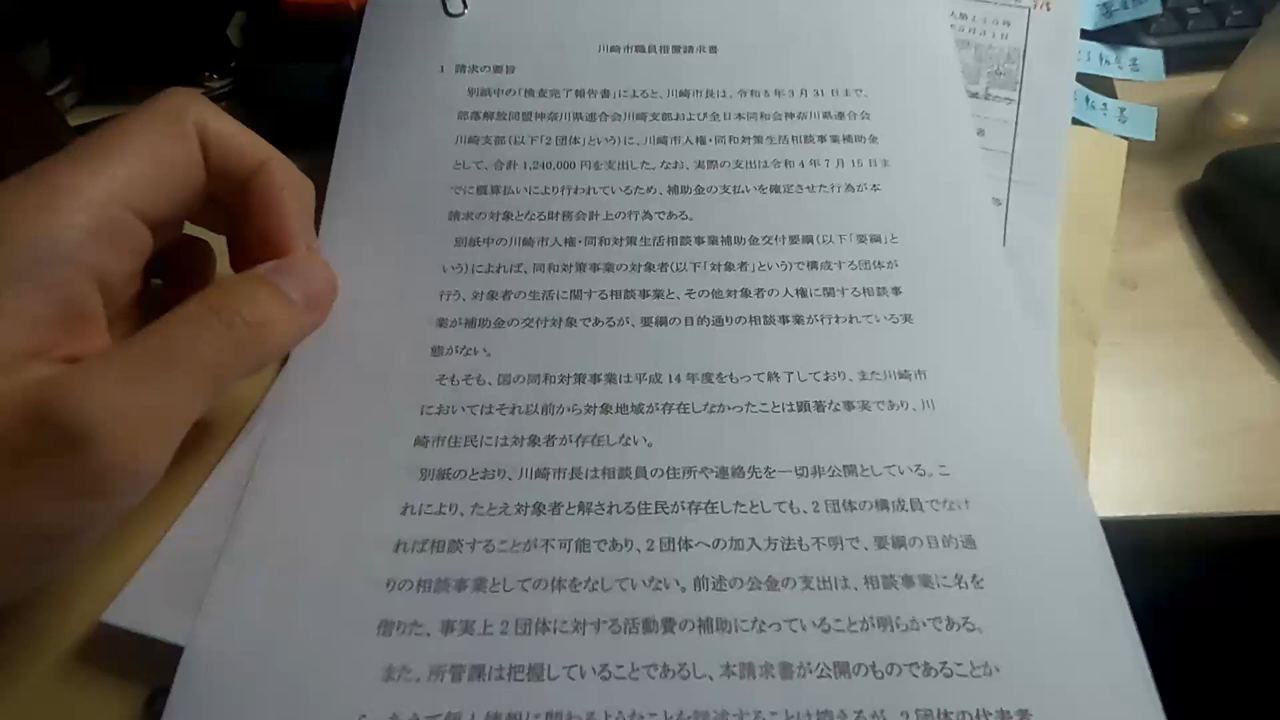 川崎市職員措置請求書
1 請求の要旨
別紙中の「検査完了報告書」によると、川崎市長は、令和5年3月31日まで、
部落解放同盟神奈川県連合会川崎支部および全日本同和会神奈川県連合会
川崎支部(以下「2団体」という)に、川崎市人権・同和対策生活相談事業補助金
として、合計1,240,000円を支出した。なお、実際の支出は令和4年7月15日ま
でに概算払いにより行われているため、補助金の支払いを確定させた行為が本
請求の対象となる財務会計上の行為である。
別紙中の川崎市人権・同和対策生活相談事業補助金交付要綱(以下「要綱」と
いう)によれば、同和対策事業の対象者(以下「対象者」という)で構成する団体が
行う、対象者の生活に関する相談事業と、その他対象者の人権に関する相談事
業が補助金の交付対象であるが、要綱の目的通りの相談事業が行われている実
態がない。
そもそも、国の同和対策事業は平成14年度をもって終了しており、また川崎市
においてはそれ以前から対象地域が存在しなかったことは顕著な事実であり、川
崎市住民には対象者が存在しない。
別紙のとおり、川崎市長は相談員の住所や連絡先を一切非公開としている。こ
れにより、たとえ対象者と解される住民が存在したとしても、2団体の構成員でなけ
れば相談することが不可能であり、2団体への加入方法も不明で、要綱の目的通
りの相談事業としての体をなしていない。前述の公金の支出は、相談事業に名を
借りた、事実上2団体に対する活動費の補助になっていることが明らかである。
また、所管課は把握していることであるし、本請求書が公開のものであることか
告書